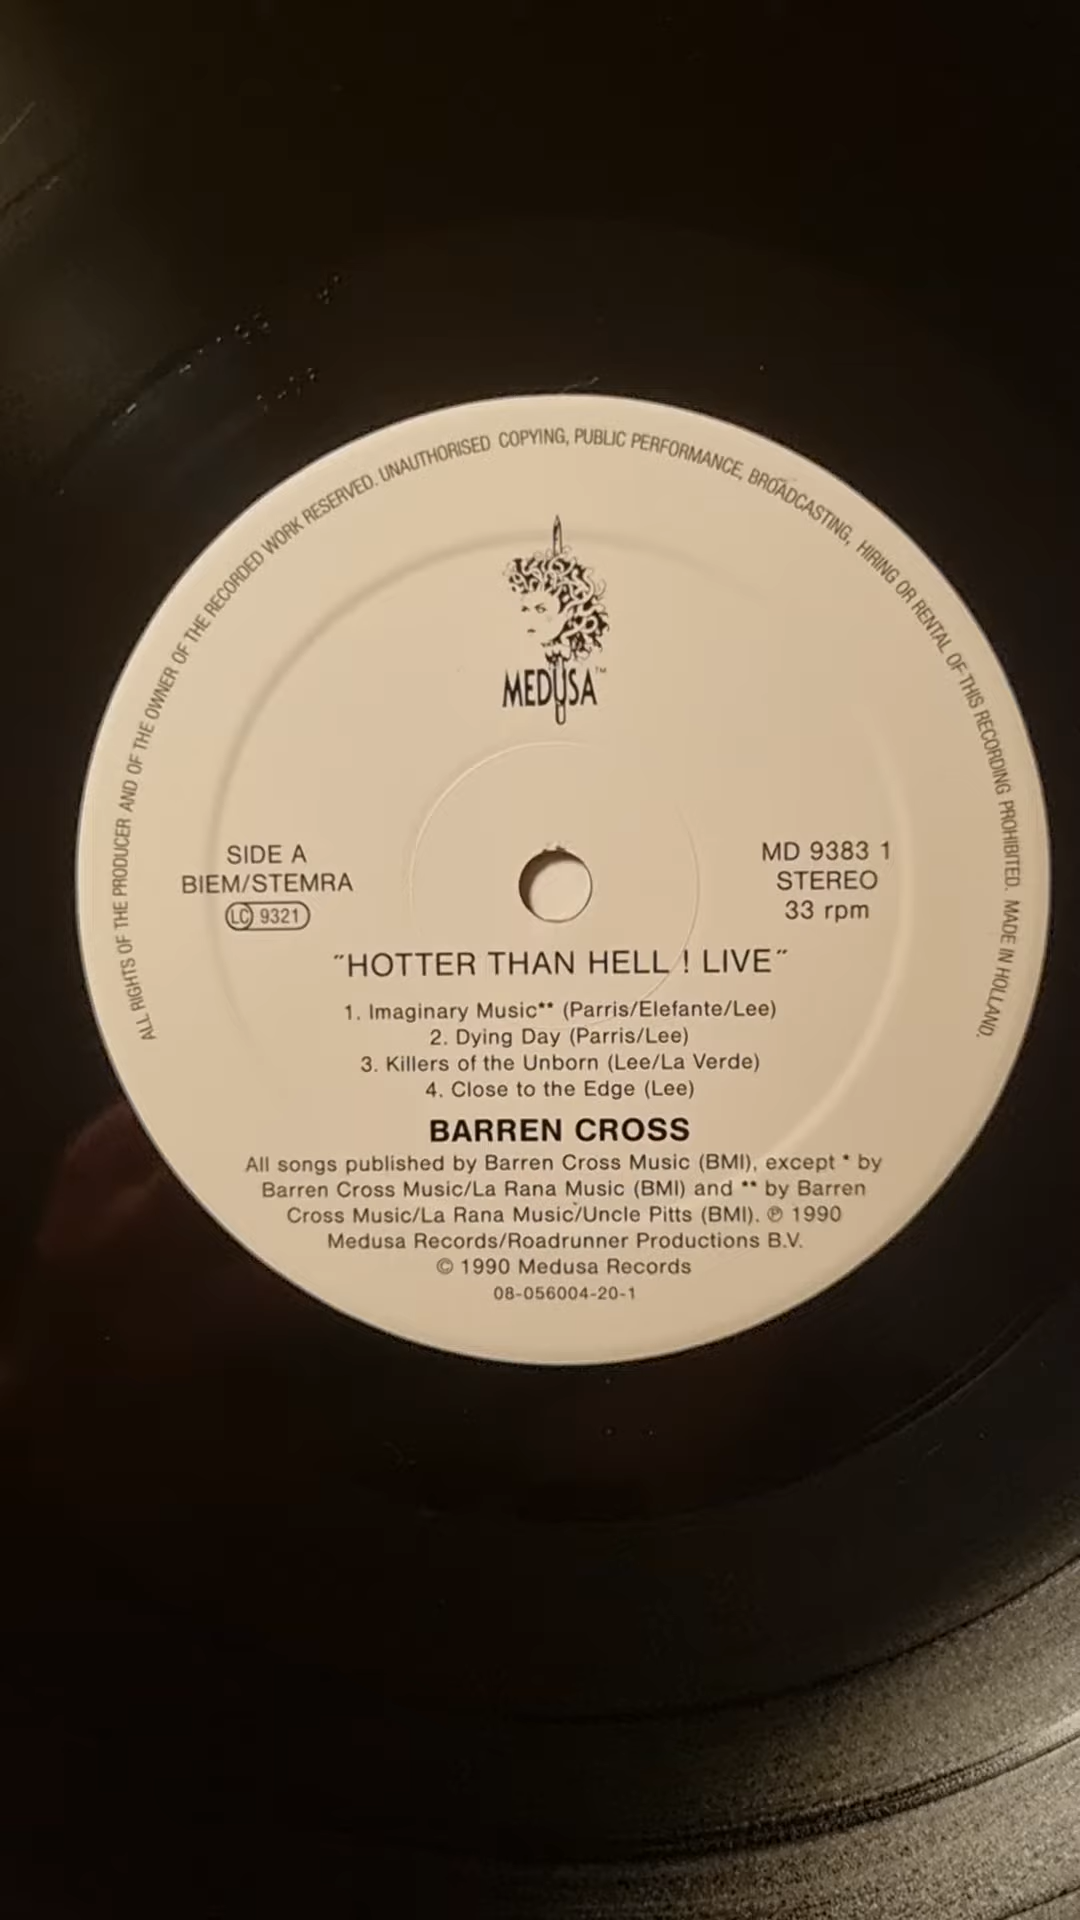 ALL RIGHTS OF THE PRODUCER AND OF THE OWNER OF THE RECORDED WORK RESERVED. UNAUTHORISED COPYING, PUBLIC PERFORMANCE, BROADCASTING, HIRING OR RENTAL OF THIS RECORDING PROHIBITED. MADE IN HOLLAND.
MEDUSA™
SIDE A
BIEM/STEMRA
LC 9321
MD 9383 1
STEREO
33 rpm
"HOTTER THAN HELL ! LIVE"
1. Imaginary Music** (Parris/Elefante/Lee)
2. Dying Day (Parris/Lee)
3. Killers of the Unborn (Lee/La Verde)
4. Close to the Edge (Lee)
BARREN CROSS
All songs published by Barren Cross Music (BMI), except * by
Barren Cross Music/La Rana Music (BMI) and ** by Barren
Cross Music/La Rana Music/Uncle Pitts (BMI). ℗ 1990
Medusa Records/Roadrunner Productions B.V.
© 1990 Medusa Records
08-056004-20-1